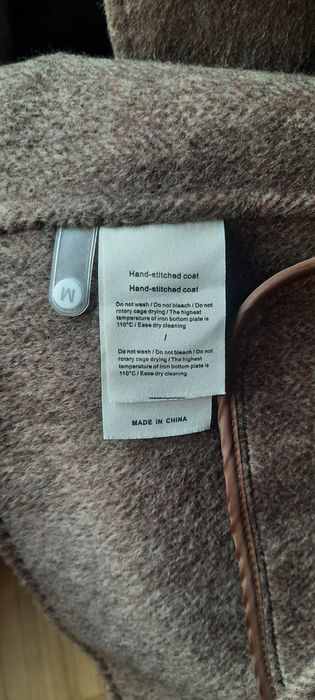 Hand-stitched coat
Hand-stitched coat
Do not wash / Do not bleach / Do not
rotary cage drying / The highest
temperature of iron bottom plate is
110°C / Ease dry cleaning
/
Do not wash / Do not bleach / Do not
rotary cage drying / The highest
temperature of iron bottom plate is
110°C / Ease dry cleaning
MADE IN CHINA
M